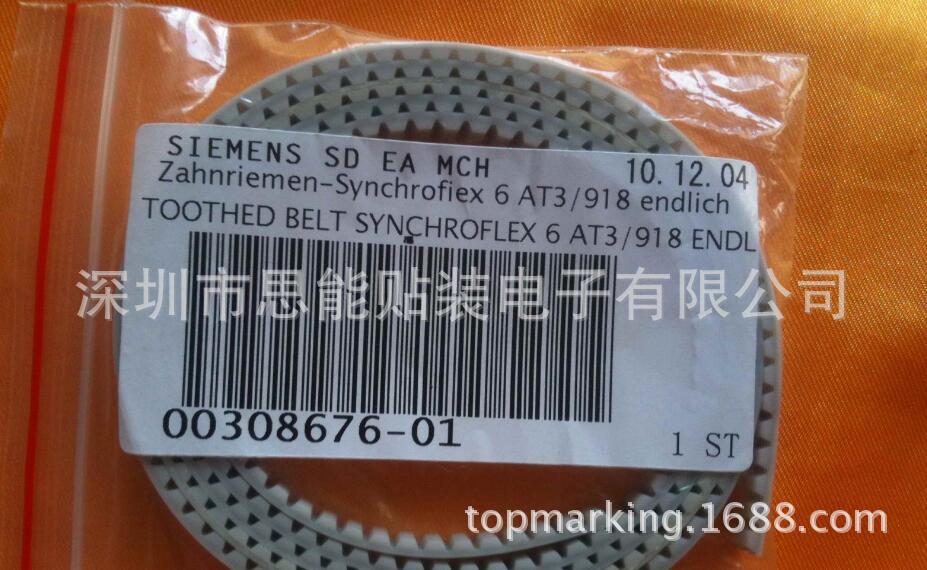 SIEMENS SD EA MCH 10.12.04
Zahnriemen-Synchrofiex 6 AT3/918 endlich
TOOTHED BELT SYNCHROFLEX 6 AT3/918 ENDL
深圳市思能贴装电子有限公司
00308676-01
1 ST
topmarking.1688.com